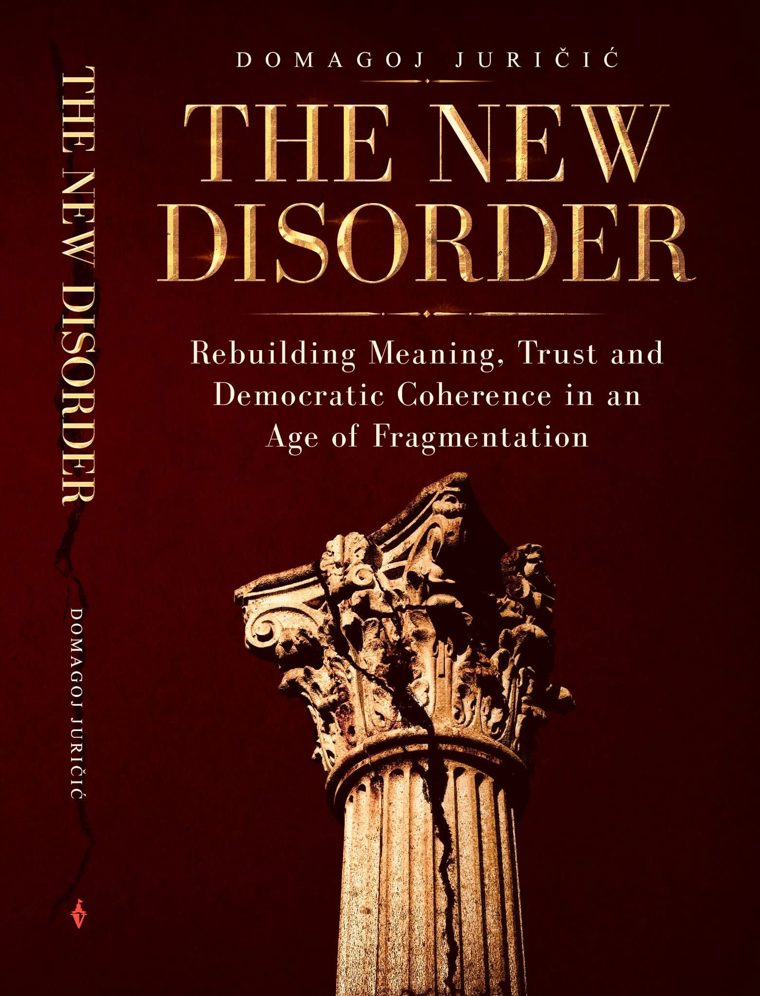 DOMAGOJ JURIČIĆ
THE NEW
DISORDER
Rebuilding Meaning, Trust and
Democratic Coherence in an
Age of Fragmentation
THE NEW DISORDER
DOMAGOJ JURIČIĆ